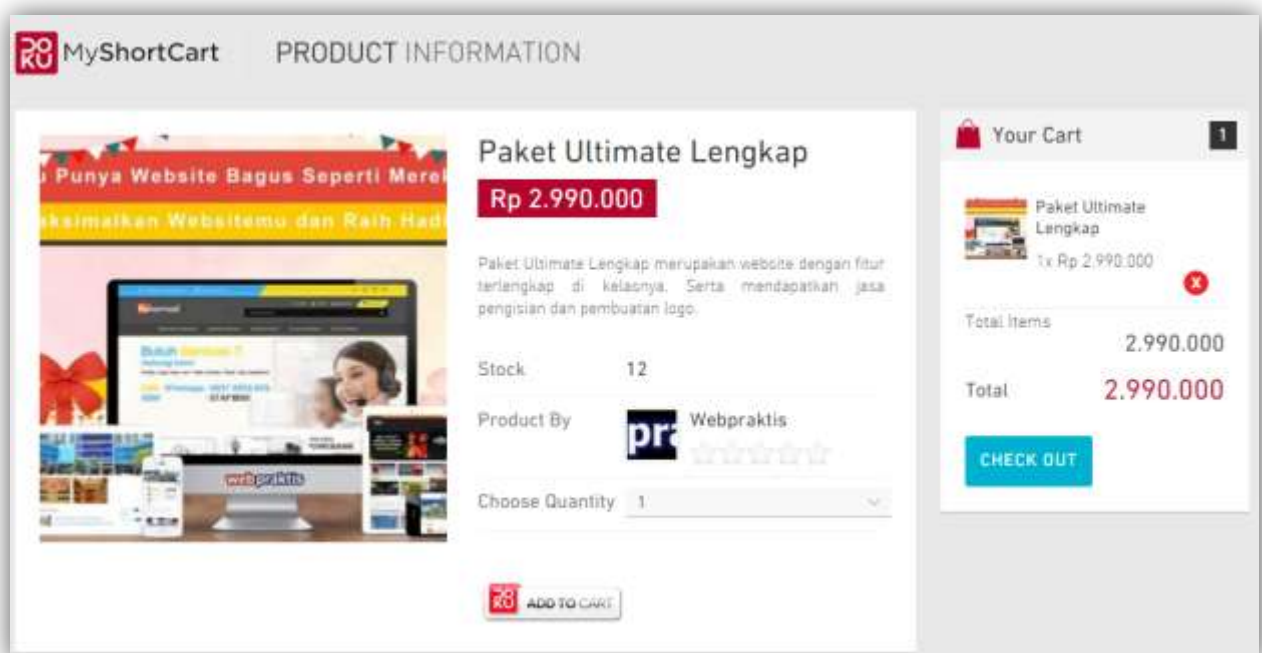 DOKU MyShortCart
PRODUCT INFORMATION
Punya Website Bagus Seperti
Websitemu dan Raih
webpraktis
Paket Ultimate Lengkap
Rp 2.990.000
Paket Ultimate Lengkap merupakan website dengan fitur
terlengkap di kelasnya. Serta mendapatkan jasa
pengisian dan pembuatan logo.
Stock 12
Product By Webpraktis
Choose Quantity 1
DOKU ADD TO CART
Your Cart 1
Paket Ultimate
Lengkap
1x Rp 2.990.000
x
Total Items
2.990.000
Total 2.990.000
CHECK OUT